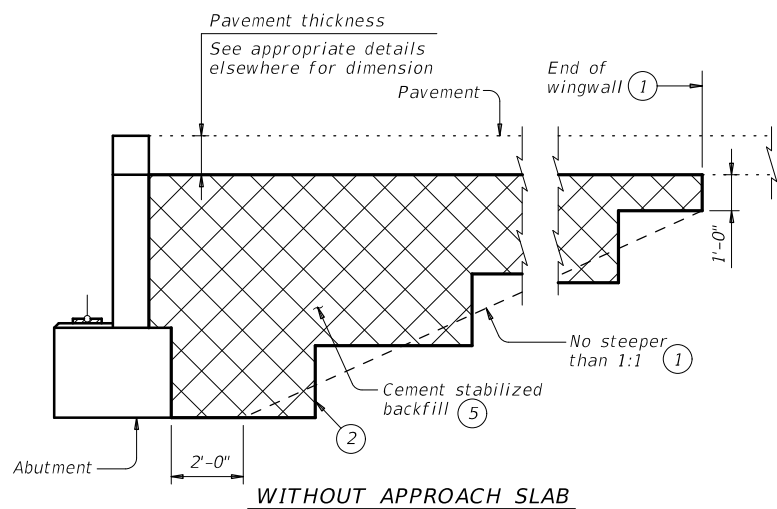 Pavement thickness
See appropriate details
elsewhere for dimension
Pavement
End of
wingwall 1
1'-0"
No steeper
than 1:1 1
Cement stabilized
backfill 5
2
Abutment
2'-0"
WITHOUT APPROACH SLAB